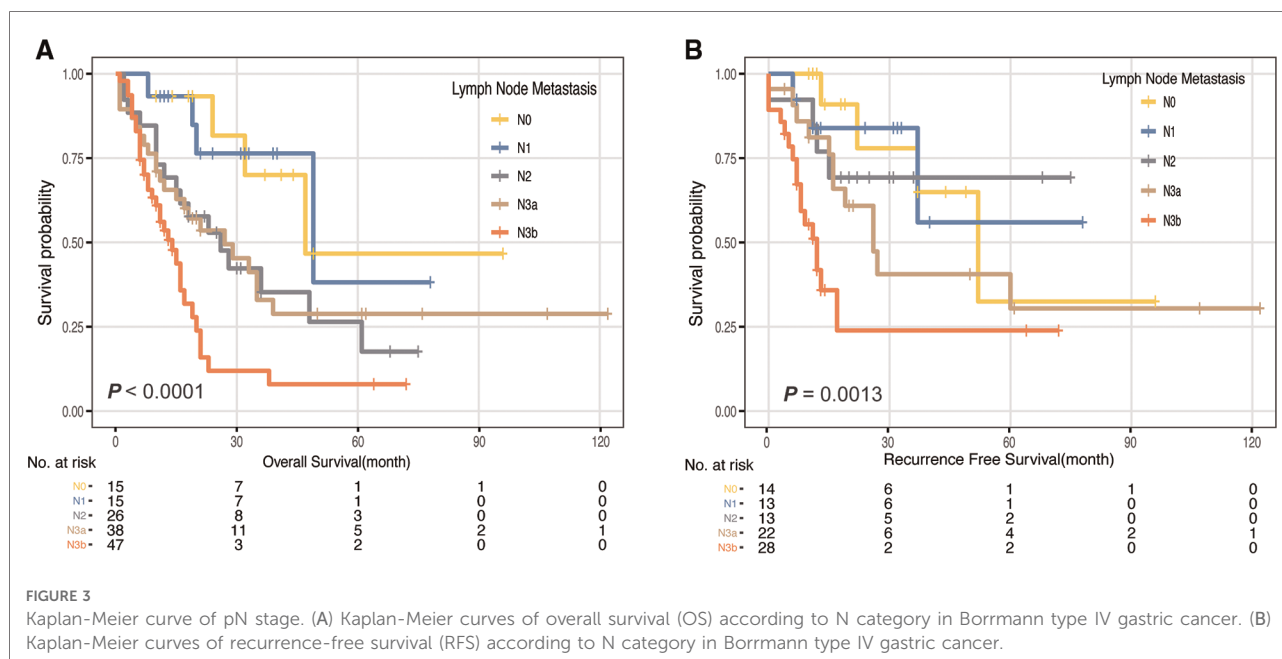 A
Survival probability
1.00
0.75
0.50
0.25
0.00
Lymph Node Metastasis
N0
N1
N2
N3a
N3b
P < 0.0001
0 30 60 90 120
No. at risk
Overall Survival(month)
N0 - 15 7 1 1 0
N1 - 15 7 1 0 0
N2 - 26 8 3 0 0
N3a - 38 11 5 2 1
N3b - 47 3 2 0 0
B
Survival probability
1.00
0.75
0.50
0.25
0.00
Lymph Node Metastasis
N0
N1
N2
N3a
N3b
P = 0.0013
0 30 60 90 120
No. at risk
Recurrence Free Survival(month)
N0 - 14 6 1 1 0
N1 - 13 6 1 0 0
N2 - 13 5 2 0 0
N3a - 22 6 4 2 1
N3b - 28 2 2 0 0
FIGURE 3
Kaplan-Meier curve of pN stage. (A) Kaplan-Meier curves of overall survival (OS) according to N category in Borrmann type IV gastric cancer. (B)
Kaplan-Meier curves of recurrence-free survival (RFS) according to N category in Borrmann type IV gastric cancer.